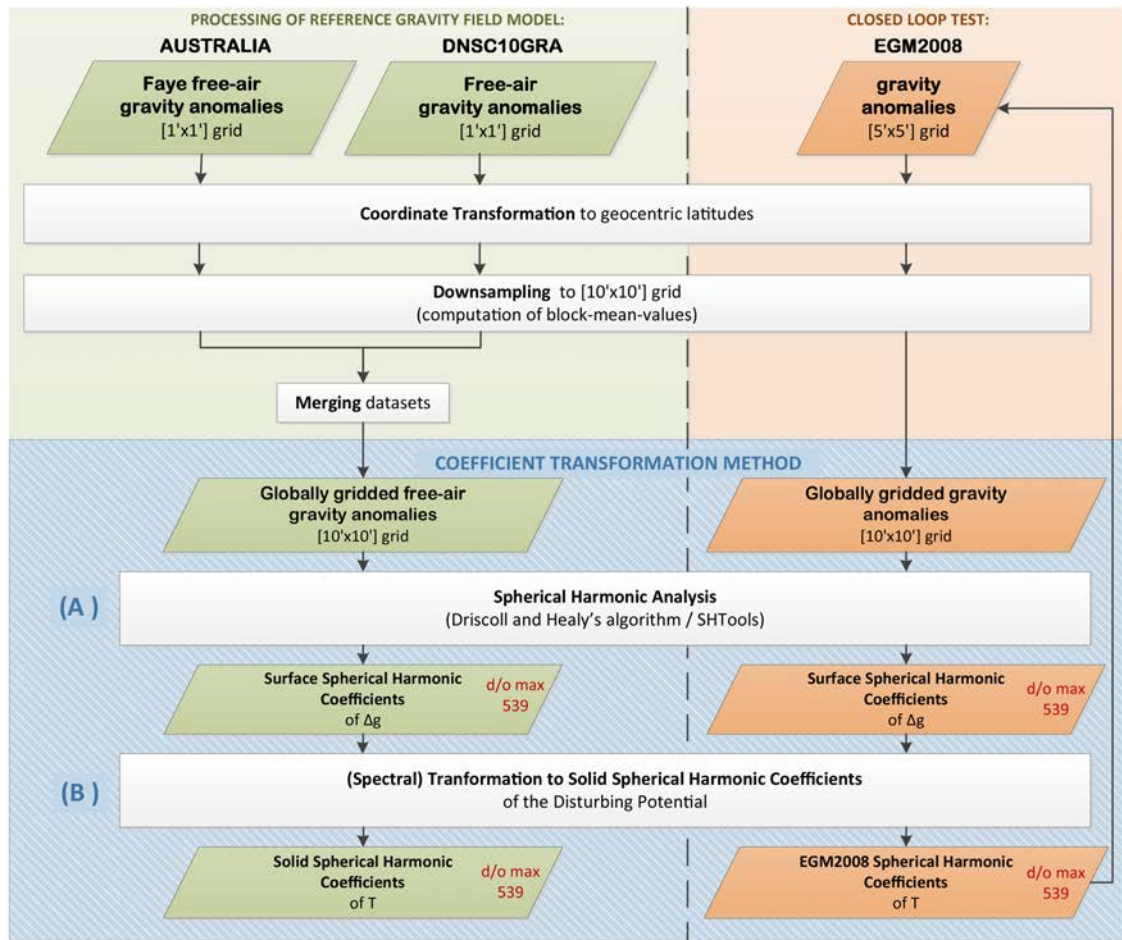 PROCESSING OF REFERENCE GRAVITY FIELD MODEL:
CLOSED LOOP TEST:
AUSTRALIA
DNSC10GRA
EGM2008
Faye free-air
gravity anomalies
[1'x1'] grid
Free-air
gravity anomalies
[1'x1'] grid
gravity
anomalies
[5'x5'] grid
Coordinate Transformation to geocentric latitudes
Downsampling to [10'x10'] grid
(computation of block-mean-values)
Merging datasets
COEFFICIENT TRANSFORMATION METHOD
Globally gridded free-air
gravity anomalies
[10'x10'] grid
Globally gridded gravity
anomalies
[10'x10'] grid
(A )
Spherical Harmonic Analysis
(Driscoll and Healy's algorithm / SHTools)
Surface Spherical Harmonic
Coefficients
of Δg
d/o max
539
Surface Spherical Harmonic
Coefficients
of Δg
d/o max
539
(B )
(Spectral) Tranformation to Solid Spherical Harmonic Coefficients
of the Disturbing Potential
Solid Spherical Harmonic
Coefficients
of T
d/o max
539
EGM2008 Spherical Harmonic
Coefficients
of T
d/o max
539